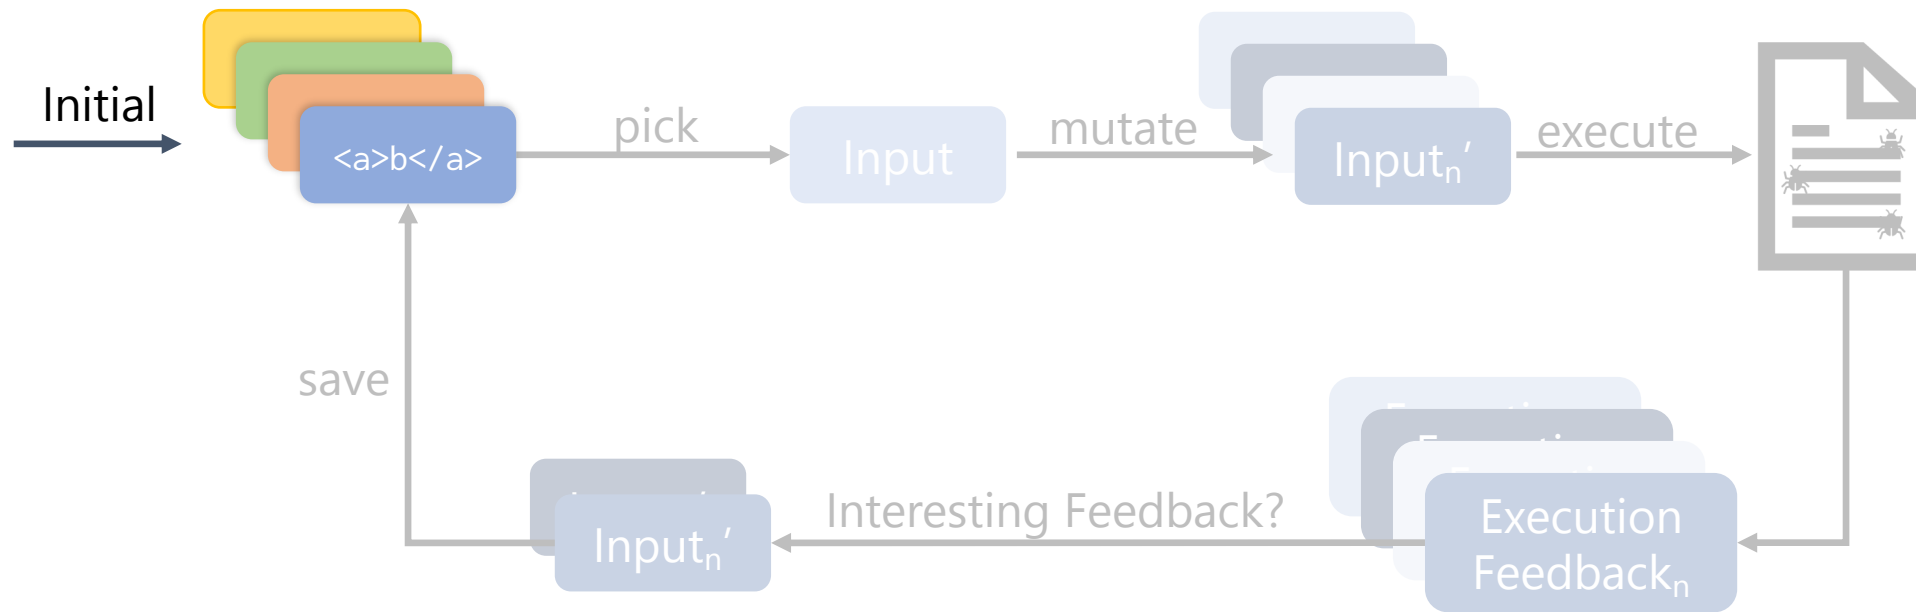 Initial
<a>b</a>
pick
Input
mutate
Inputₙ′
execute
save
Inputₙ′
Interesting Feedback?
Execution
Feedbackₙ